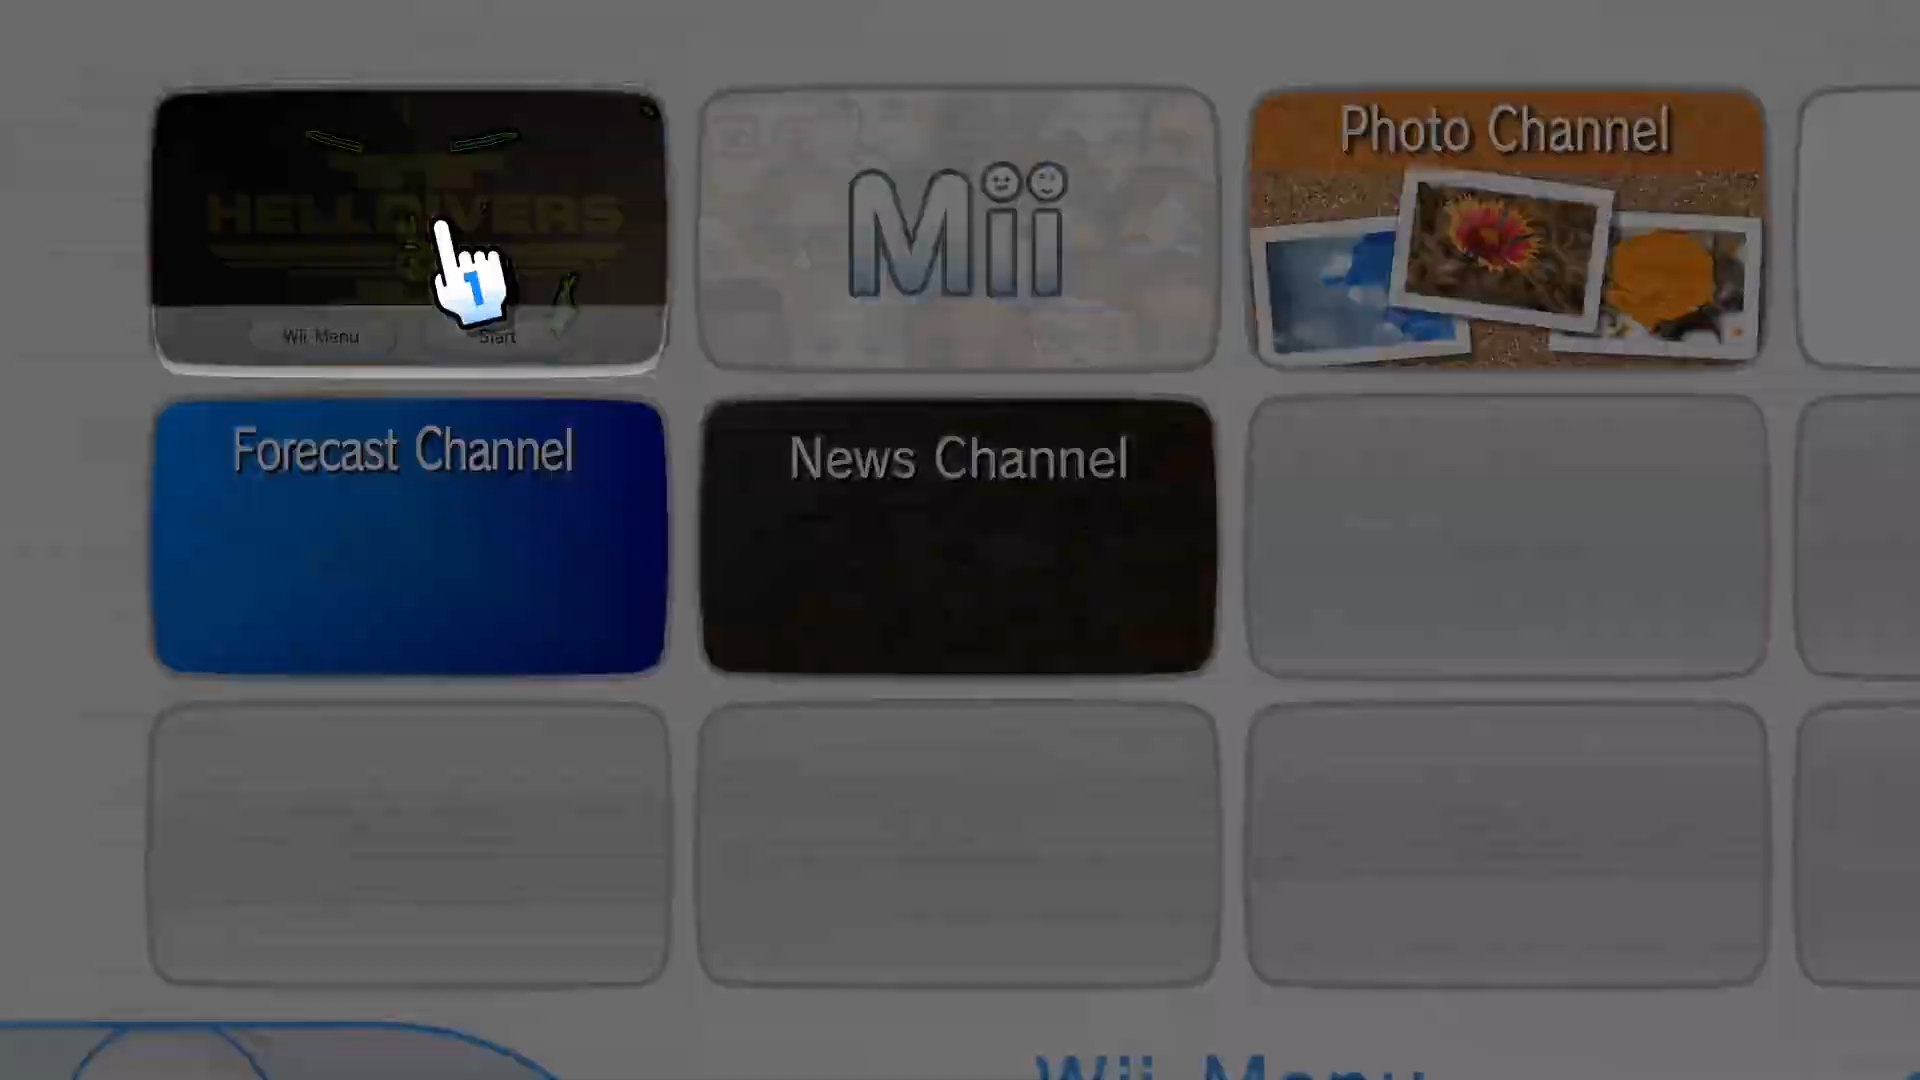 HELLDIVERS
Wii Menu
Start
Mii
Photo Channel
Forecast Channel
News Channel
1
Wii Menu